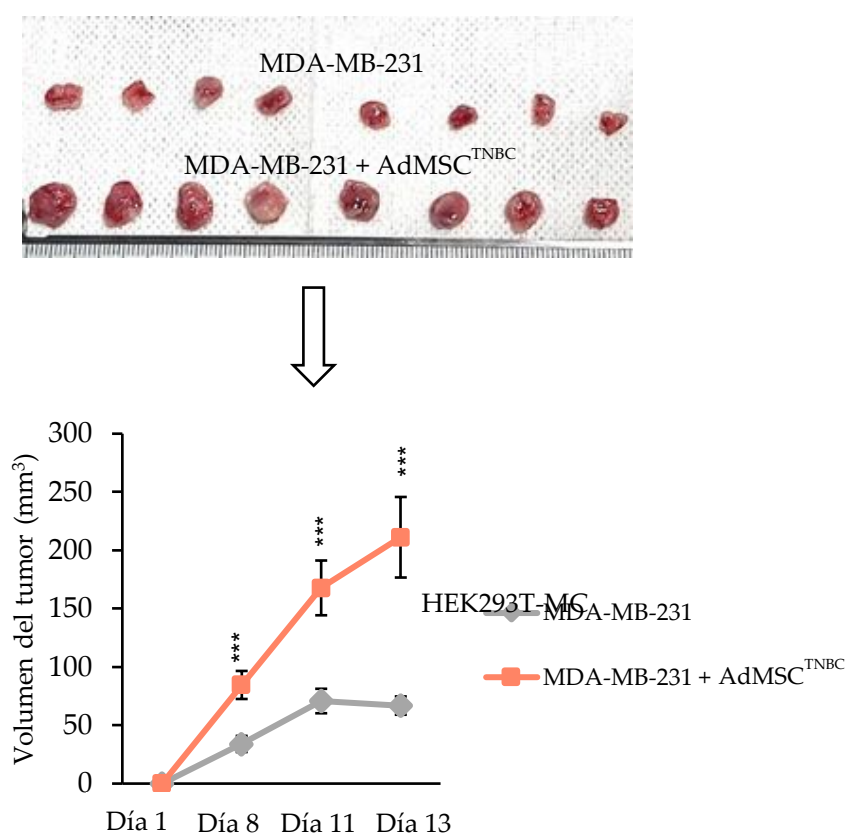 MDA-MB-231
MDA-MB-231 + AdMSC^TNBC
Volumen del tumor (mm³)
300
250
200
150
100
50
0
***
***
***
Día 1 Día 8 Día 11 Día 13
HEK293T-MC
MDA-MB-231
MDA-MB-231 + AdMSC^TNBC